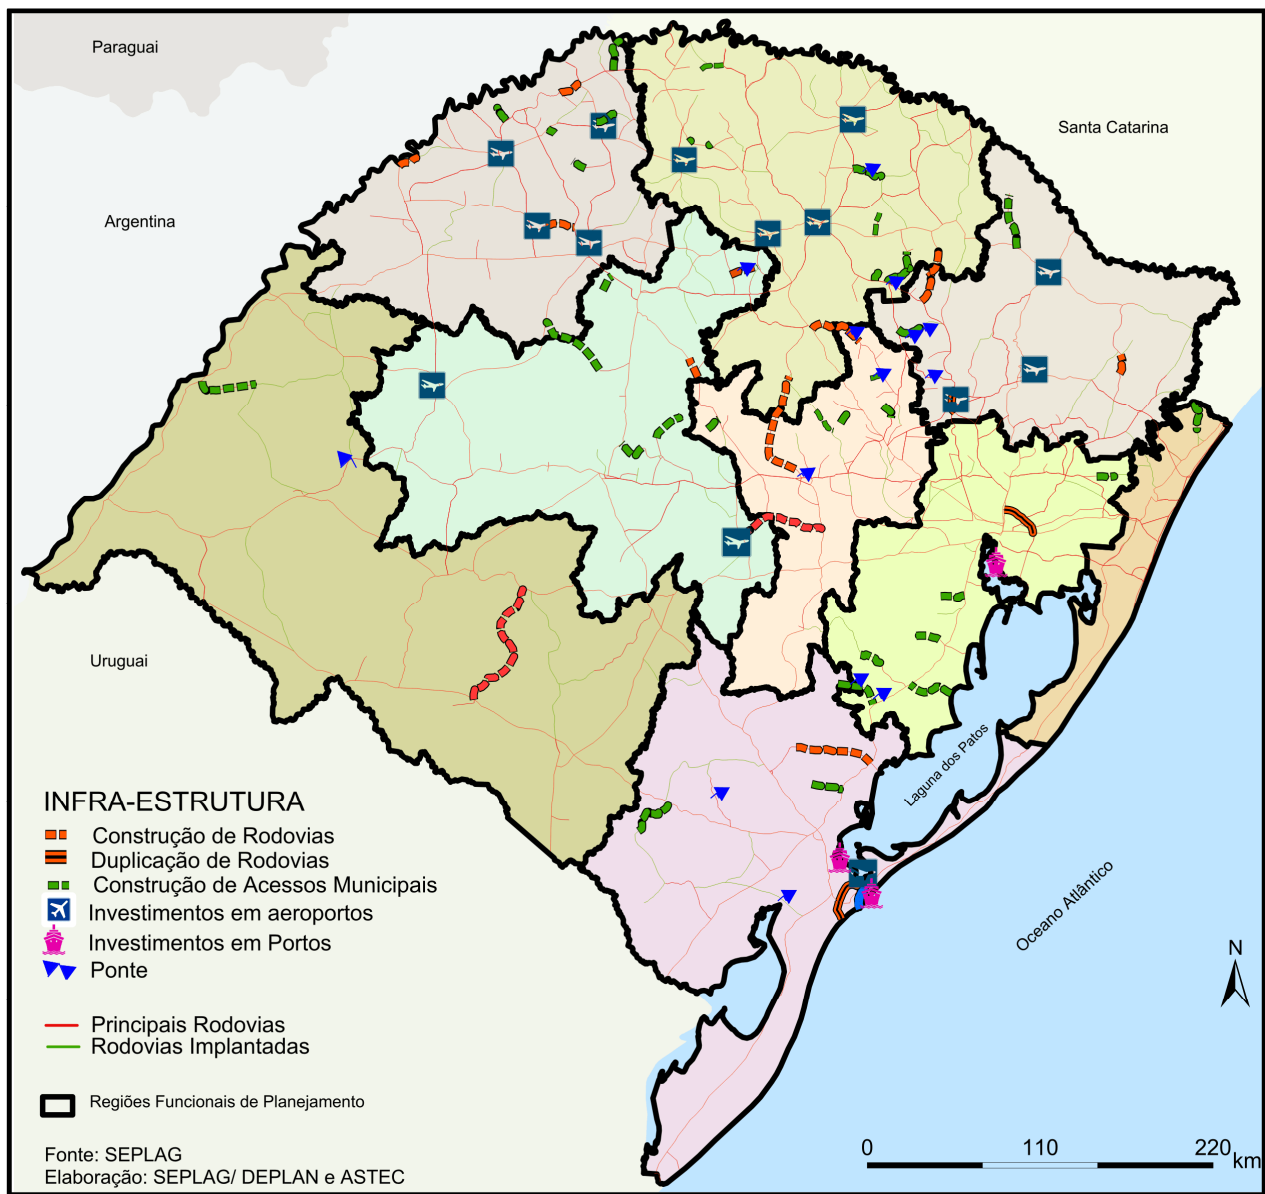 Paraguai
Santa Catarina
Argentina
Uruguai
Laguna dos Patos
Oceano Atlântico
INFRA-ESTRUTURA
Construção de Rodovias
Duplicação de Rodovias
Construção de Acessos Municipais
Investimentos em aeroportos
Investimentos em Portos
Ponte
Principais Rodovias
Rodovias Implantadas
Regiões Funcionais de Planejamento
Fonte: SEPLAG
Elaboração: SEPLAG/ DEPLAN e ASTEC
N
0 110 220 km